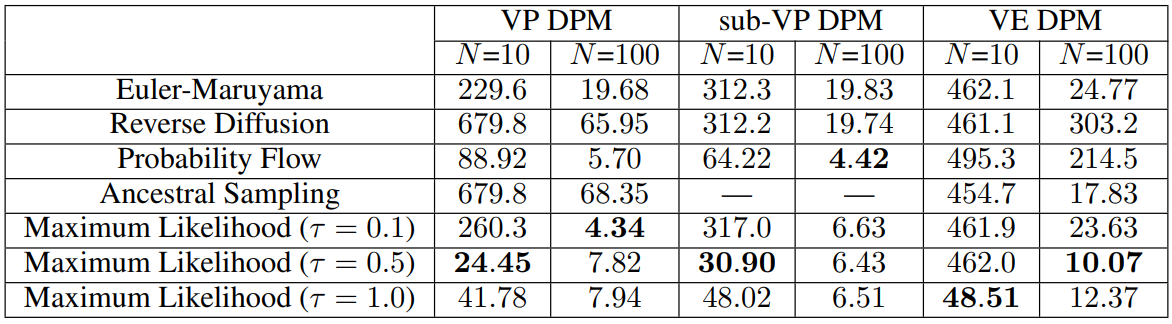 VP DPM sub-VP DPM VE DPM
N=10 N=100 N=10 N=100 N=10 N=100
Euler-Maruyama 229.6 19.68 312.3 19.83 462.1 24.77
Reverse Diffusion 679.8 65.95 312.2 19.74 461.1 303.2
Probability Flow 88.92 5.70 64.22 4.42 495.3 214.5
Ancestral Sampling 679.8 68.35 — — 454.7 17.83
Maximum Likelihood (τ = 0.1) 260.3 4.34 317.0 6.63 461.9 23.63
Maximum Likelihood (τ = 0.5) 24.45 7.82 30.90 6.43 462.0 10.07
Maximum Likelihood (τ = 1.0) 41.78 7.94 48.02 6.51 48.51 12.37